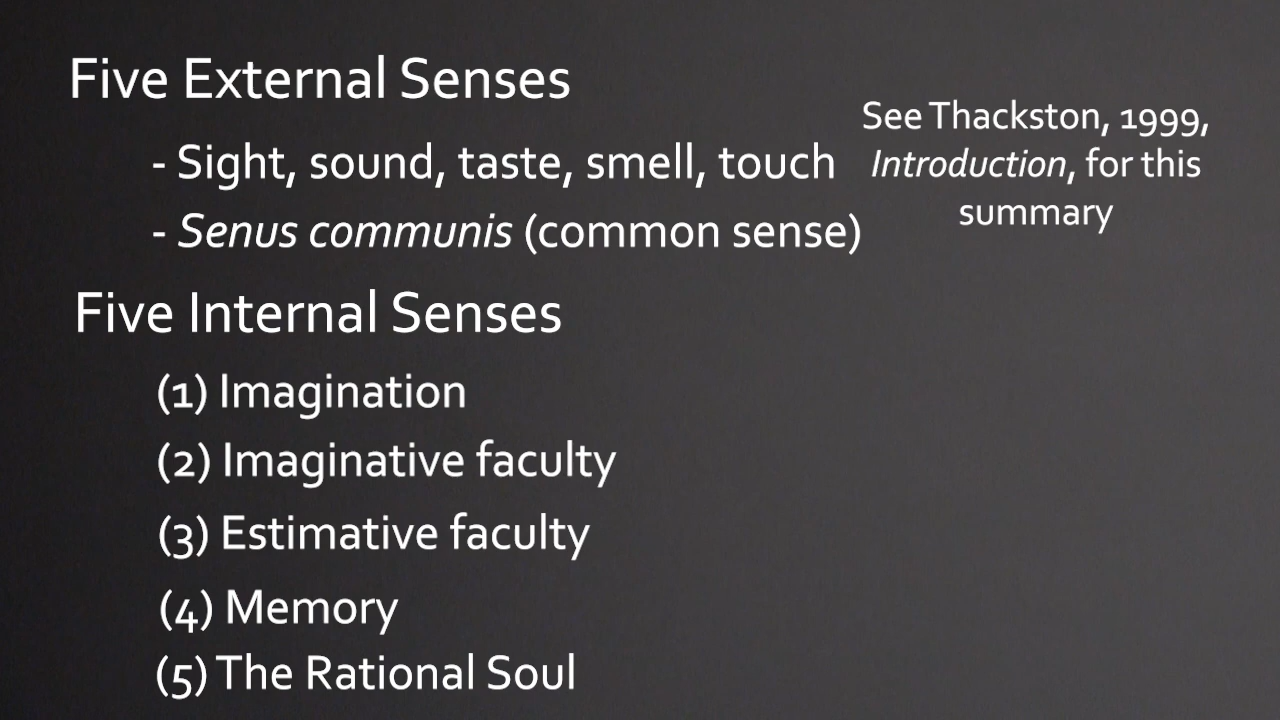 Five External Senses
- Sight, sound, taste, smell, touch
- Senus communis (common sense)
See Thackston, 1999,
Introduction, for this
summary
Five Internal Senses
(1) Imagination
(2) Imaginative faculty
(3) Estimative faculty
(4) Memory
(5) The Rational Soul